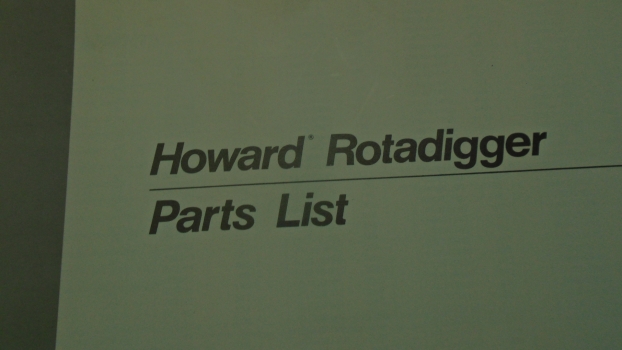 Howard* Rotadigger
Parts List